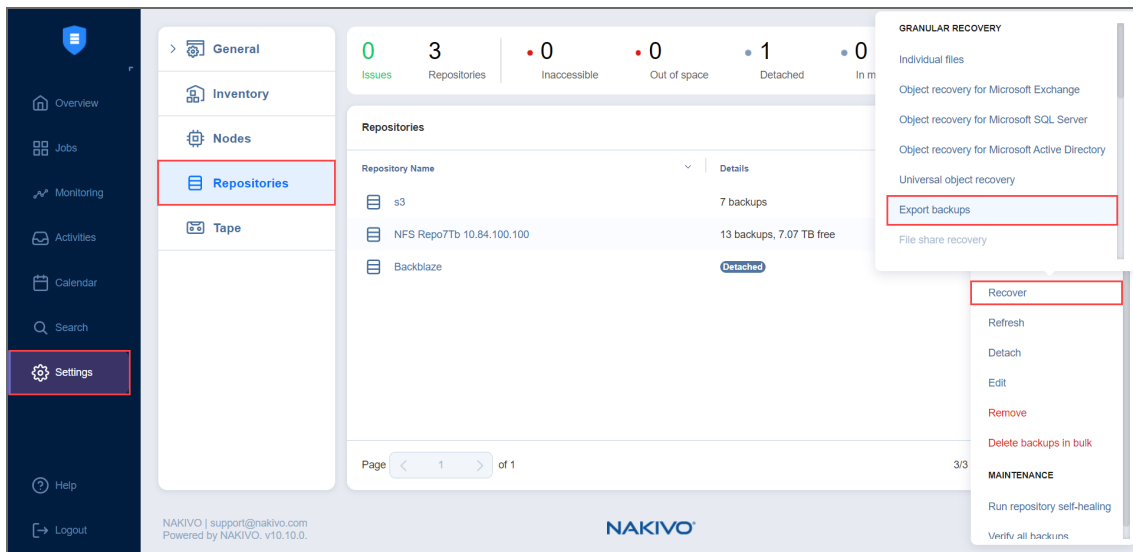 Overview
Jobs
Monitoring
Activities
Calendar
Search
Settings
Help
Logout
General
Inventory
Nodes
Repositories
Tape
0 3 0 0 1 0
Issues Repositories Inaccessible Out of space Detached In m
Repositories
Repository Name Details
s3 7 backups
NFS Repo7Tb 10.84.100.100 13 backups, 7.07 TB free
Backblaze Detached
Page 1 of 1 3/3
GRANULAR RECOVERY
Individual files
Object recovery for Microsoft Exchange
Object recovery for Microsoft SQL Server
Object recovery for Microsoft Active Directory
Universal object recovery
Export backups
File share recovery
Recover
Refresh
Detach
Edit
Remove
Delete backups in bulk
MAINTENANCE
Run repository self-healing
Verify all backups
NAKIVO | support@nakivo.com
Powered by NAKIVO. v10.10.0.
NAKIVO®